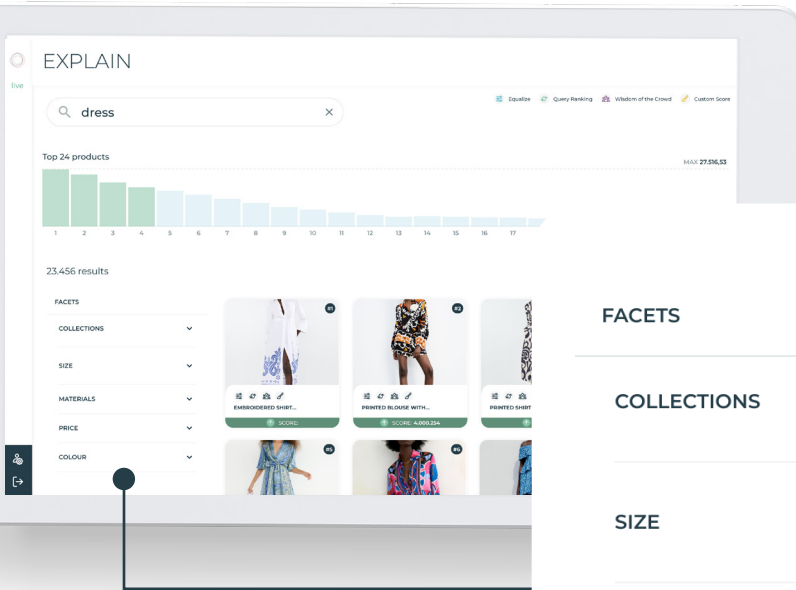 EXPLAIN
live
dress
Equalize Query Ranking Wisdom of the Crowd Custom Score
Top 24 products
MAX 27.516,53
1 2 3 4 5 6 7 8 9 10 11 12 13 14 15 16 17
23.456 results
FACETS
COLLECTIONS
SIZE
MATERIALS
PRICE
COLOUR
#1
EMBROIDERED SHIRT...
SCORE:
#2
PRINTED BLOUSE WITH...
SCORE: 4,000.254
PRINTED SHIRT
#5
#6
FACETS
COLLECTIONS
SIZE